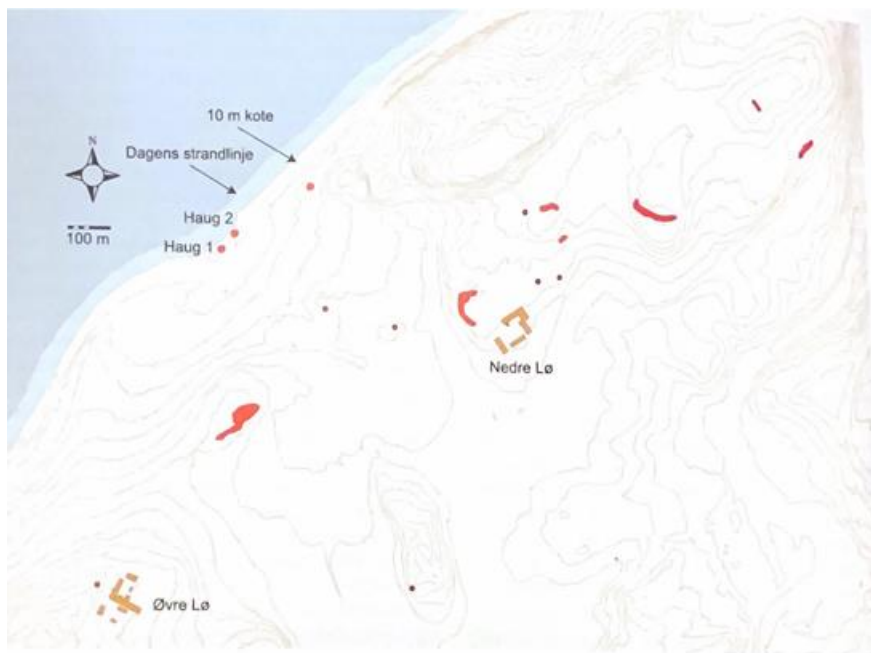 10 m kote
Dagens strandlinje
N
Haug 2
100 m
Haug 1
Nedre Lø
Øvre Lø